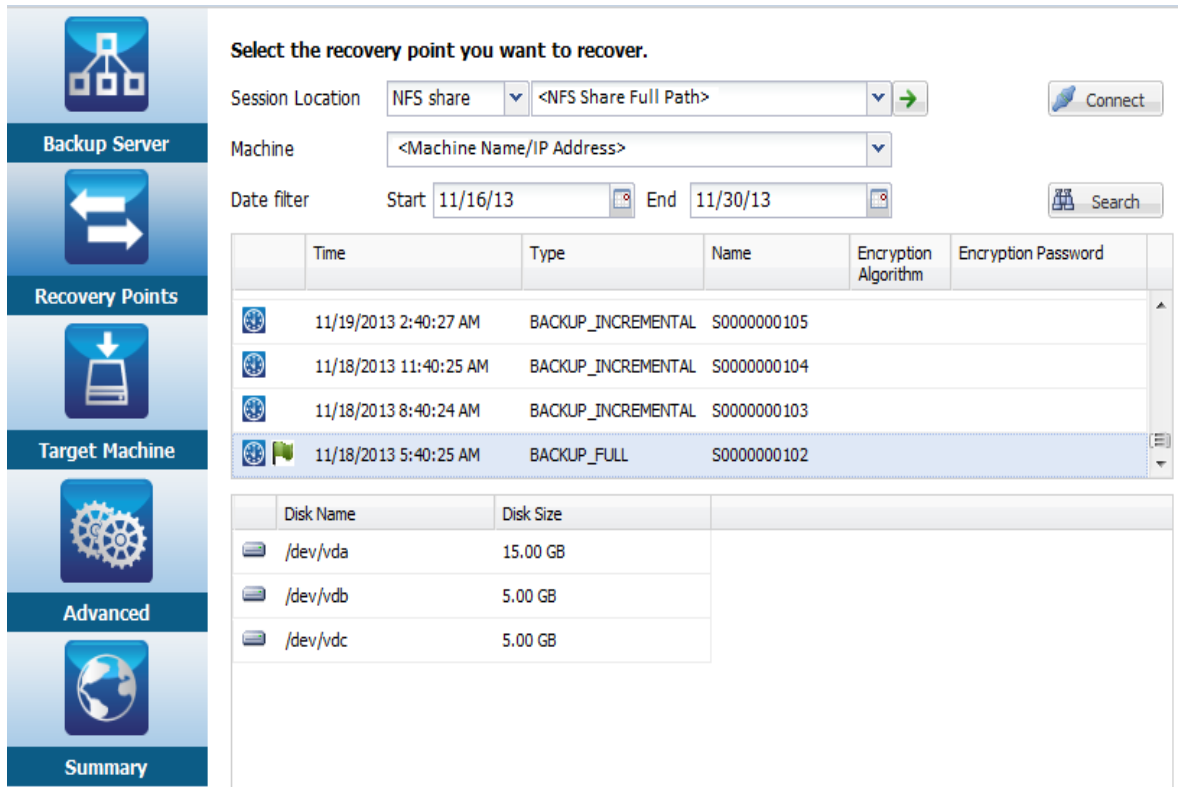 Backup Server
Recovery Points
Target Machine
Advanced
Summary
Select the recovery point you want to recover.
Session Location NFS share <NFS Share Full Path> Connect
Machine <Machine Name/IP Address>
Date filter Start 11/16/13 End 11/30/13 Search
Time Type Name Encryption Algorithm Encryption Password
11/19/2013 2:40:27 AM BACKUP_INCREMENTAL S0000000105
11/18/2013 11:40:25 AM BACKUP_INCREMENTAL S0000000104
11/18/2013 8:40:24 AM BACKUP_INCREMENTAL S0000000103
11/18/2013 5:40:25 AM BACKUP_FULL S0000000102
Disk Name Disk Size
/dev/vda 15.00 GB
/dev/vdb 5.00 GB
/dev/vdc 5.00 GB